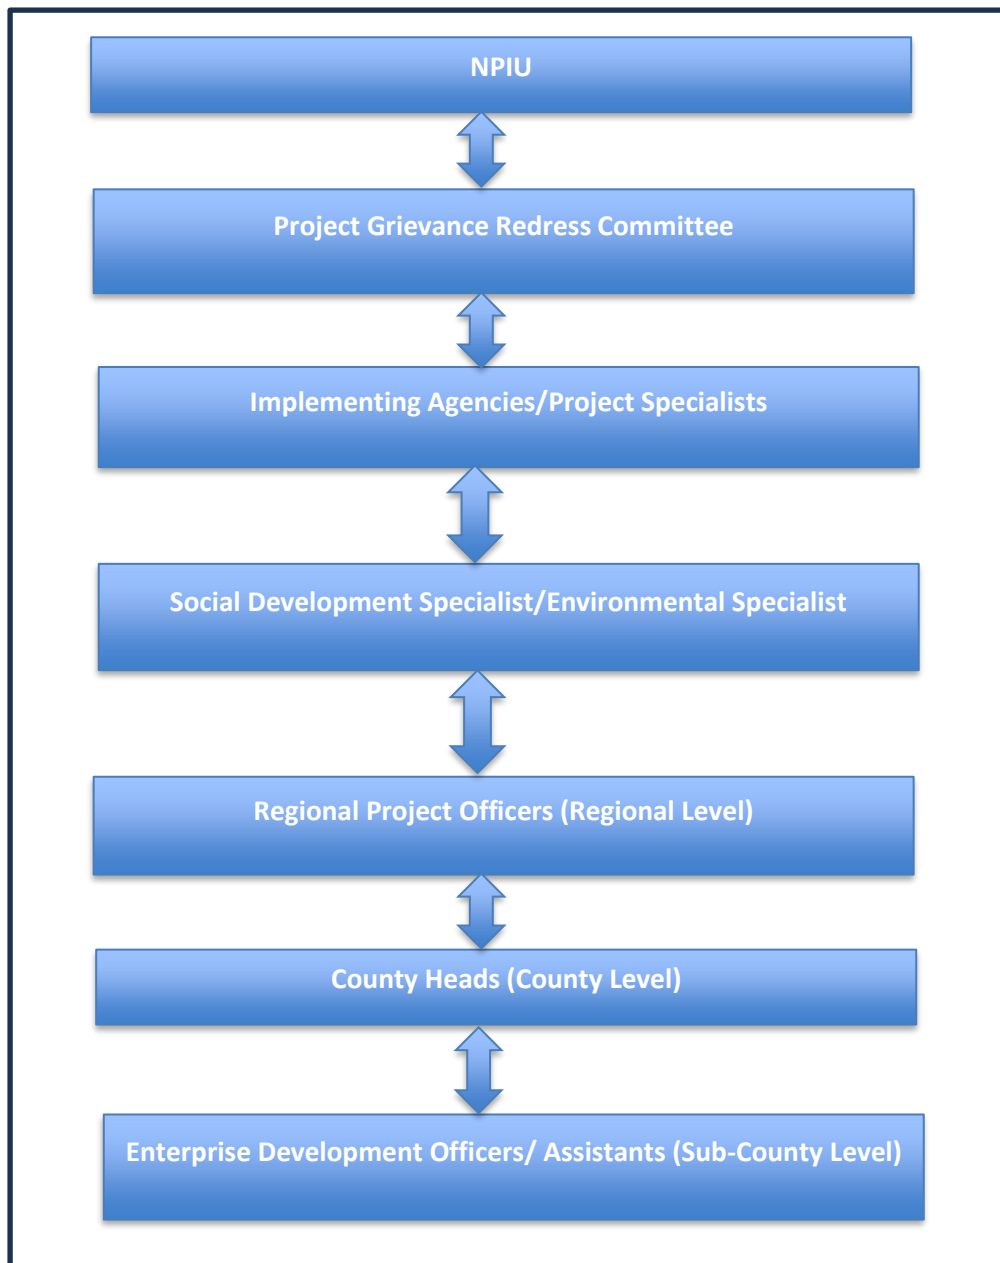 NPIU
Project Grievance Redress Committee
Implementing Agencies/Project Specialists
Social Development Specialist/Environmental Specialist
Regional Project Officers (Regional Level)
County Heads (County Level)
Enterprise Development Officers/ Assistants (Sub-County Level)